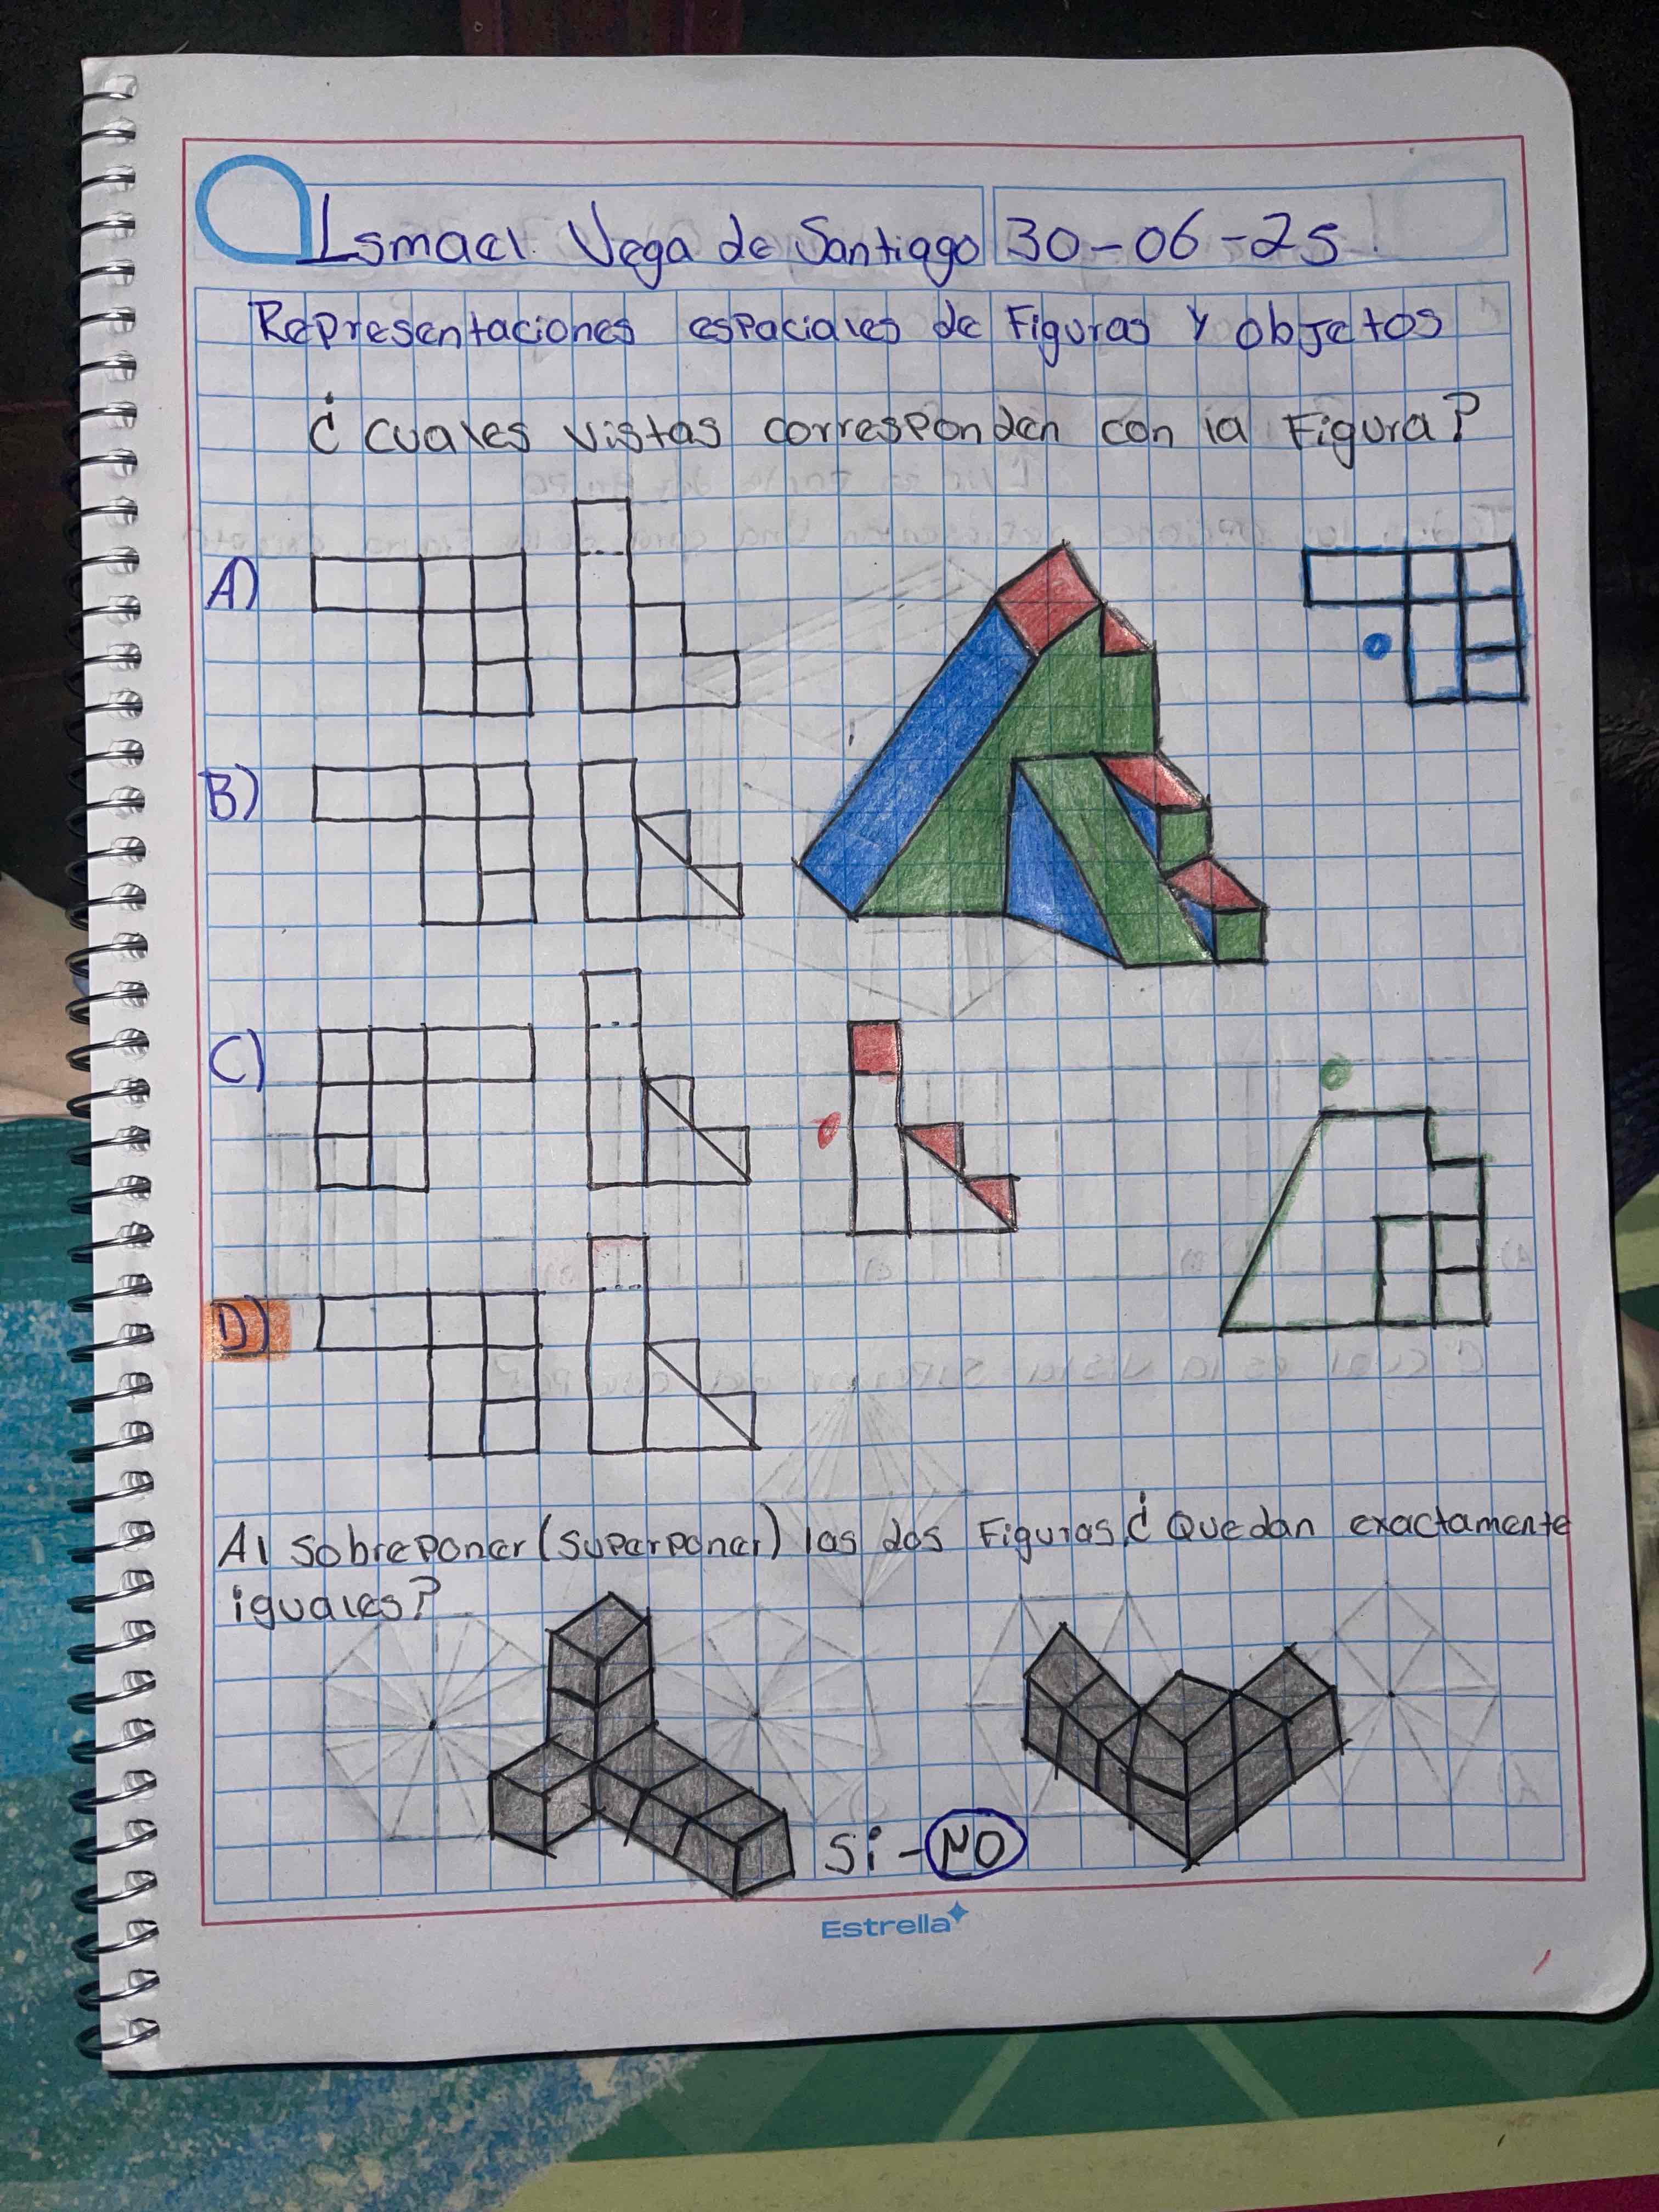 Ismael Vega de Santiago 30-06-25
Representaciones espaciales de Figuras y objetos
¿cuales vistas corresponden con la Figura?
A)
B)
C)
D)
Al sobreponer (superponer) las dos Figuras,¿ Quedan exactamente
iguales?
si - NO
Estrella